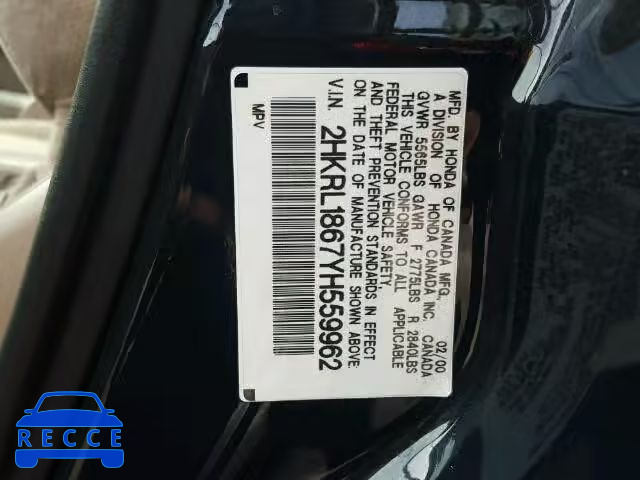 MFD. BY HONDA OF CANADA MFG.,
A DIVISION OF HONDA CANADA INC., CANADA 02/00
GVWR 5565LBS GAWR F 2775LBS R 2840LBS
THIS VEHICLE CONFORMS TO ALL APPLICABLE
FEDERAL MOTOR VEHICLE SAFETY
AND THEFT PREVENTION STANDARDS IN EFFECT
ON THE DATE OF MANUFACTURE SHOWN ABOVE.
V.I.N. 2HKRL1867YH559962
MPV
RECCE